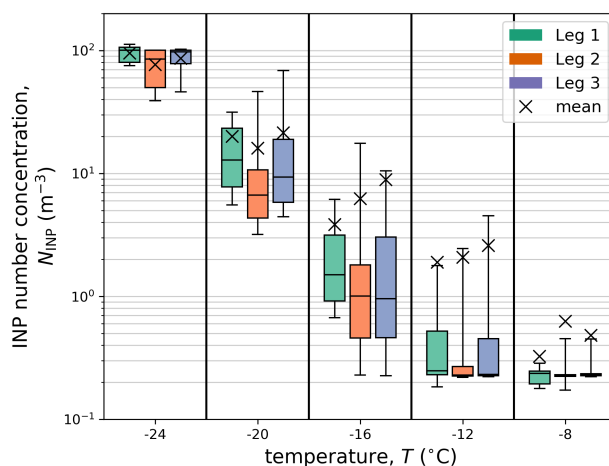 INP number concentration,
N_INP (m⁻³)
10²
10¹
10⁰
10⁻¹
Leg 1
Leg 2
Leg 3
mean
-24
-20
-16
-12
-8
temperature, T (°C)